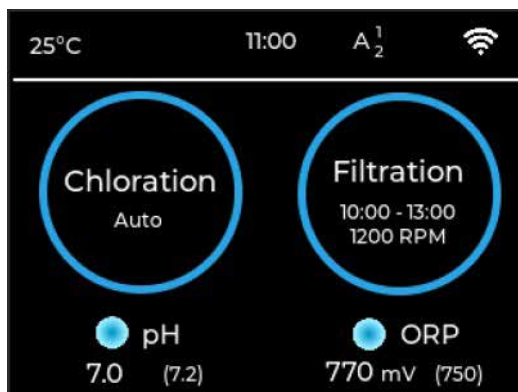 25°C 11:00 A 1 2
Chloration
Auto
Filtration
10:00 - 13:00
1200 RPM
pH
7.0 (7.2)
ORP
770 mV (750)